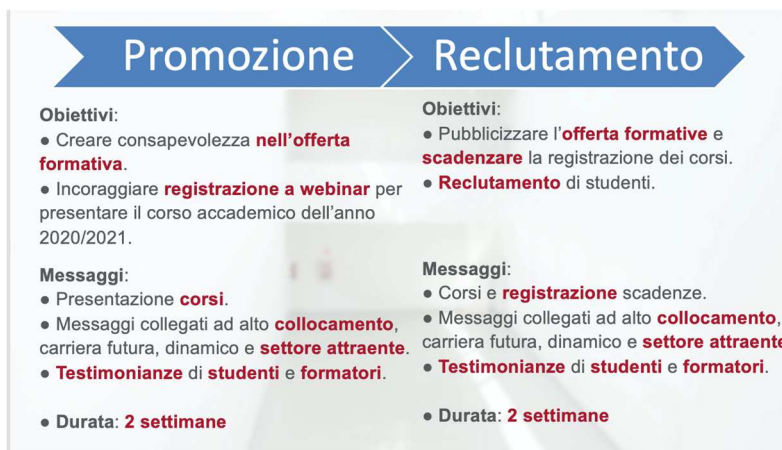 Promozione
Reclutamento
Obiettivi:
● Creare consapevolezza nell'offerta
formativa.
● Incoraggiare registrazione a webinar per
presentare il corso accademico dell'anno
2020/2021.
Messaggi:
● Presentazione corsi.
● Messaggi collegati ad alto collocamento,
carriera futura, dinamico e settore attraente.
● Testimonianze di studenti e formatori.
● Durata: 2 settimane
Obiettivi:
● Pubblicizzare l'offerta formative e
scadenzare la registrazione dei corsi.
● Reclutamento di studenti.
Messaggi:
● Corsi e registrazione scadenze.
● Messaggi collegati ad alto collocamento,
carriera futura, dinamico e settore attraente
● Testimonianze di studenti e formatori.
● Durata: 2 settimane